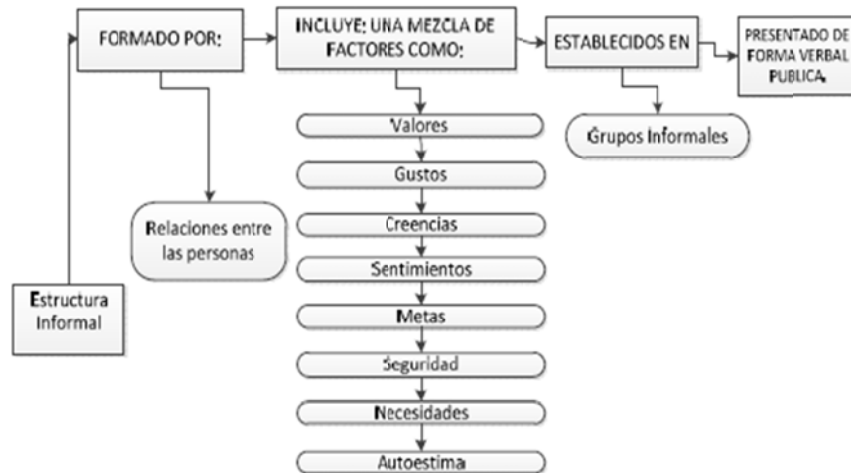 FORMADO POR:
INCLUYE: UNA MEZCLA DE
FACTORES COMO:
ESTABLECIDOS EN
PRESENTADO DE
FORMA VERBAL
PUBLICA.
Valores
Grupos Informales
Gustos
Relaciones entre
las personas
Creencias
Sentimientos
Estructura
Informal
Metas
Seguridad
Necesidades
Autoestima